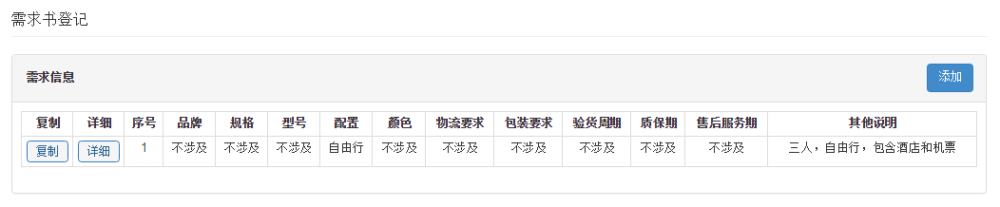 需求书登记
需求信息 添加
复制 详细 序号 品牌 规格 型号 配置 颜色 物流要求 包装要求 验货周期 质保期 售后服务期 其他说明
复制 详细 1 不涉及 不涉及 不涉及 自由行 不涉及 不涉及 不涉及 不涉及 不涉及 不涉及 三人，自由行，包含酒店和机票